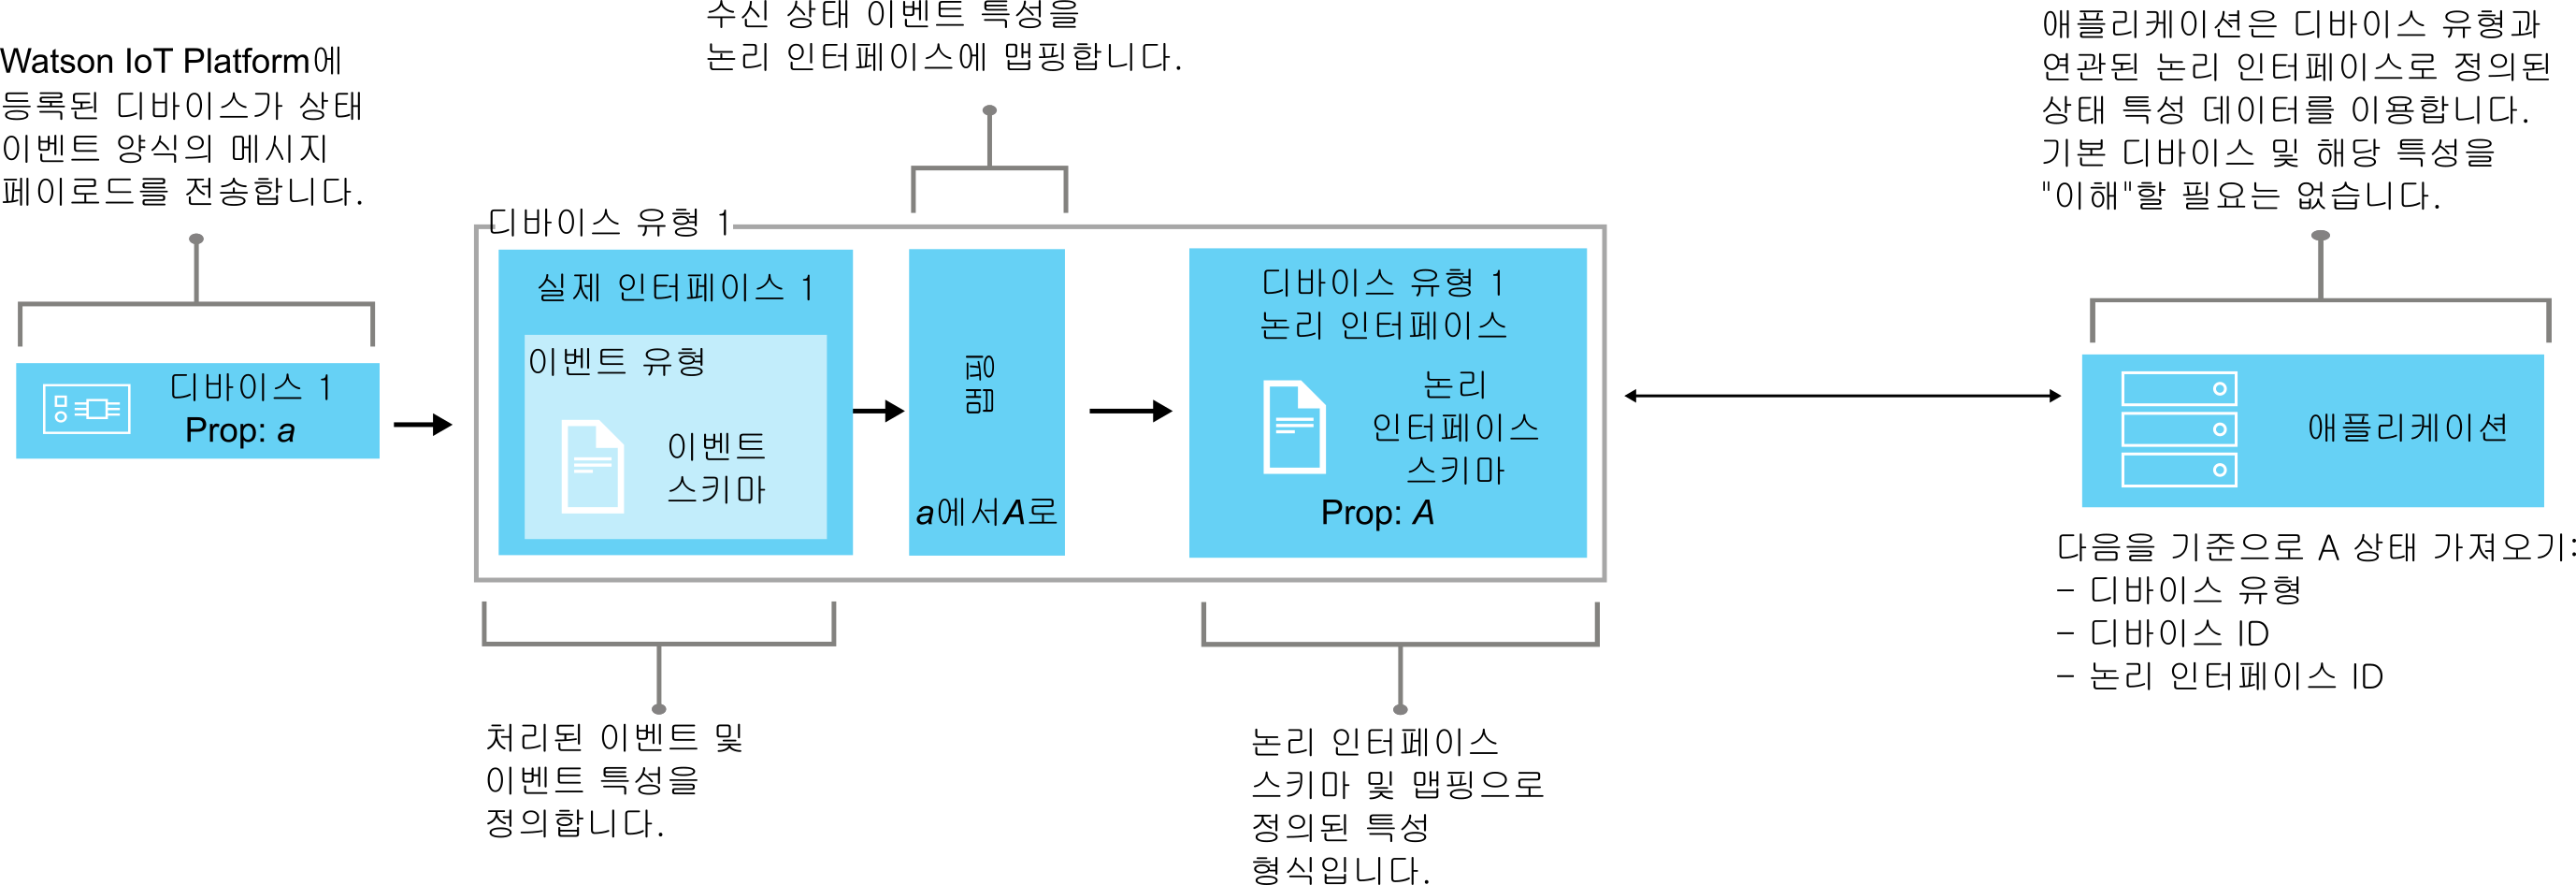 수신 상태 이벤트 특성을
논리 인터페이스에 맵핑합니다.
Watson IoT Platform에
등록된 디바이스가 상태
이벤트 양식의 메시지
페이로드를 전송합니다.
애플리케이션은 디바이스 유형과
연관된 논리 인터페이스로 정의된
상태 특성 데이터를 이용합니다.
기본 디바이스 및 해당 특성을
"이해"할 필요는 없습니다.
디바이스 1
Prop: a
디바이스 유형 1
실제 인터페이스 1
이벤트 유형
이벤트
스키마
맵핑
a에서A로
디바이스 유형 1
논리 인터페이스
논리
인터페이스
스키마
Prop: A
애플리케이션
다음을 기준으로 A 상태 가져오기:
– 디바이스 유형
– 디바이스 ID
– 논리 인터페이스 ID
처리된 이벤트 및
이벤트 특성을
정의합니다.
논리 인터페이스
스키마 및 맵핑으로
정의된 특성
형식입니다.